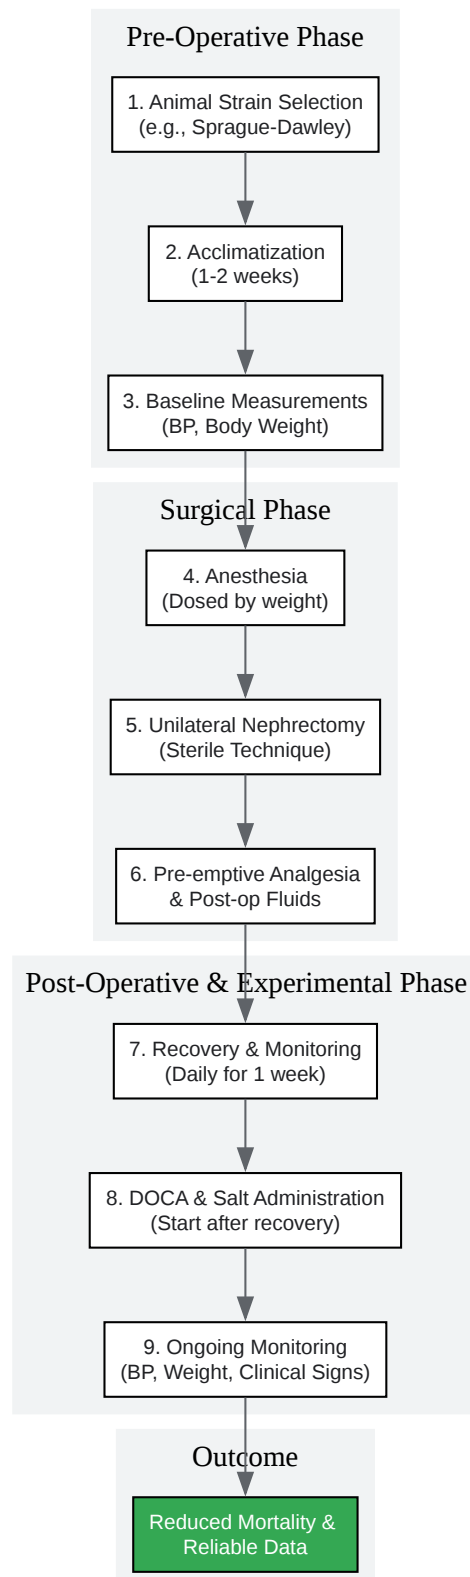 Pre-Operative Phase
1. Animal Strain Selection
(e.g., Sprague-Dawley)
2. Acclimatization
(1-2 weeks)
3. Baseline Measurements
(BP, Body Weight)
Surgical Phase
4. Anesthesia
(Dosed by weight)
5. Unilateral Nephrectomy
(Sterile Technique)
6. Pre-emptive Analgesia
& Post-op Fluids
Post-Operative & Experimental Phase
7. Recovery & Monitoring
(Daily for 1 week)
8. DOCA & Salt Administration
(Start after recovery)
9. Ongoing Monitoring
(BP, Weight, Clinical Signs)
Outcome
Reduced Mortality &
Reliable Data